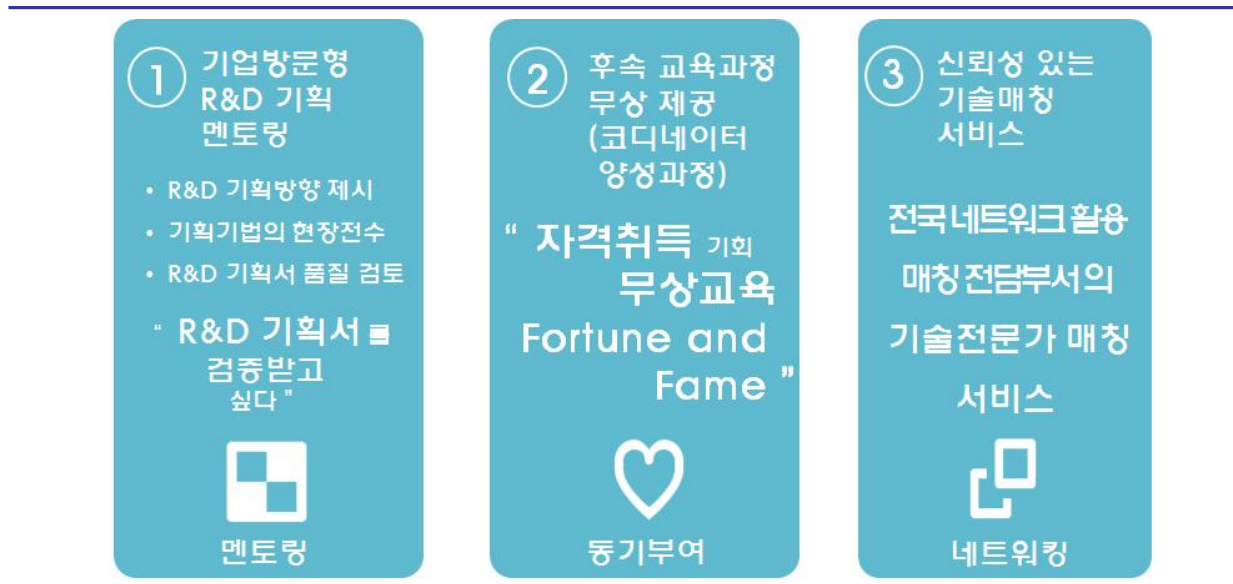 1
기업방문형
R&D 기획
멘토링
• R&D 기획방향 제시
• 기획기법의 현장전수
• R&D 기획서 품질 검토
“ R&D 기획서를
검증받고
싶다 ”
멘토링
2
후속 교육과정
무상 제공
(코디네이터
양성과정)
“ 자격취득 기회
무상교육
Fortune and
Fame ”
동기부여
3
신뢰성 있는
기술매칭
서비스
전국네트워크 활용
매칭전담부서의
기술전문가 매칭
서비스
네트워킹